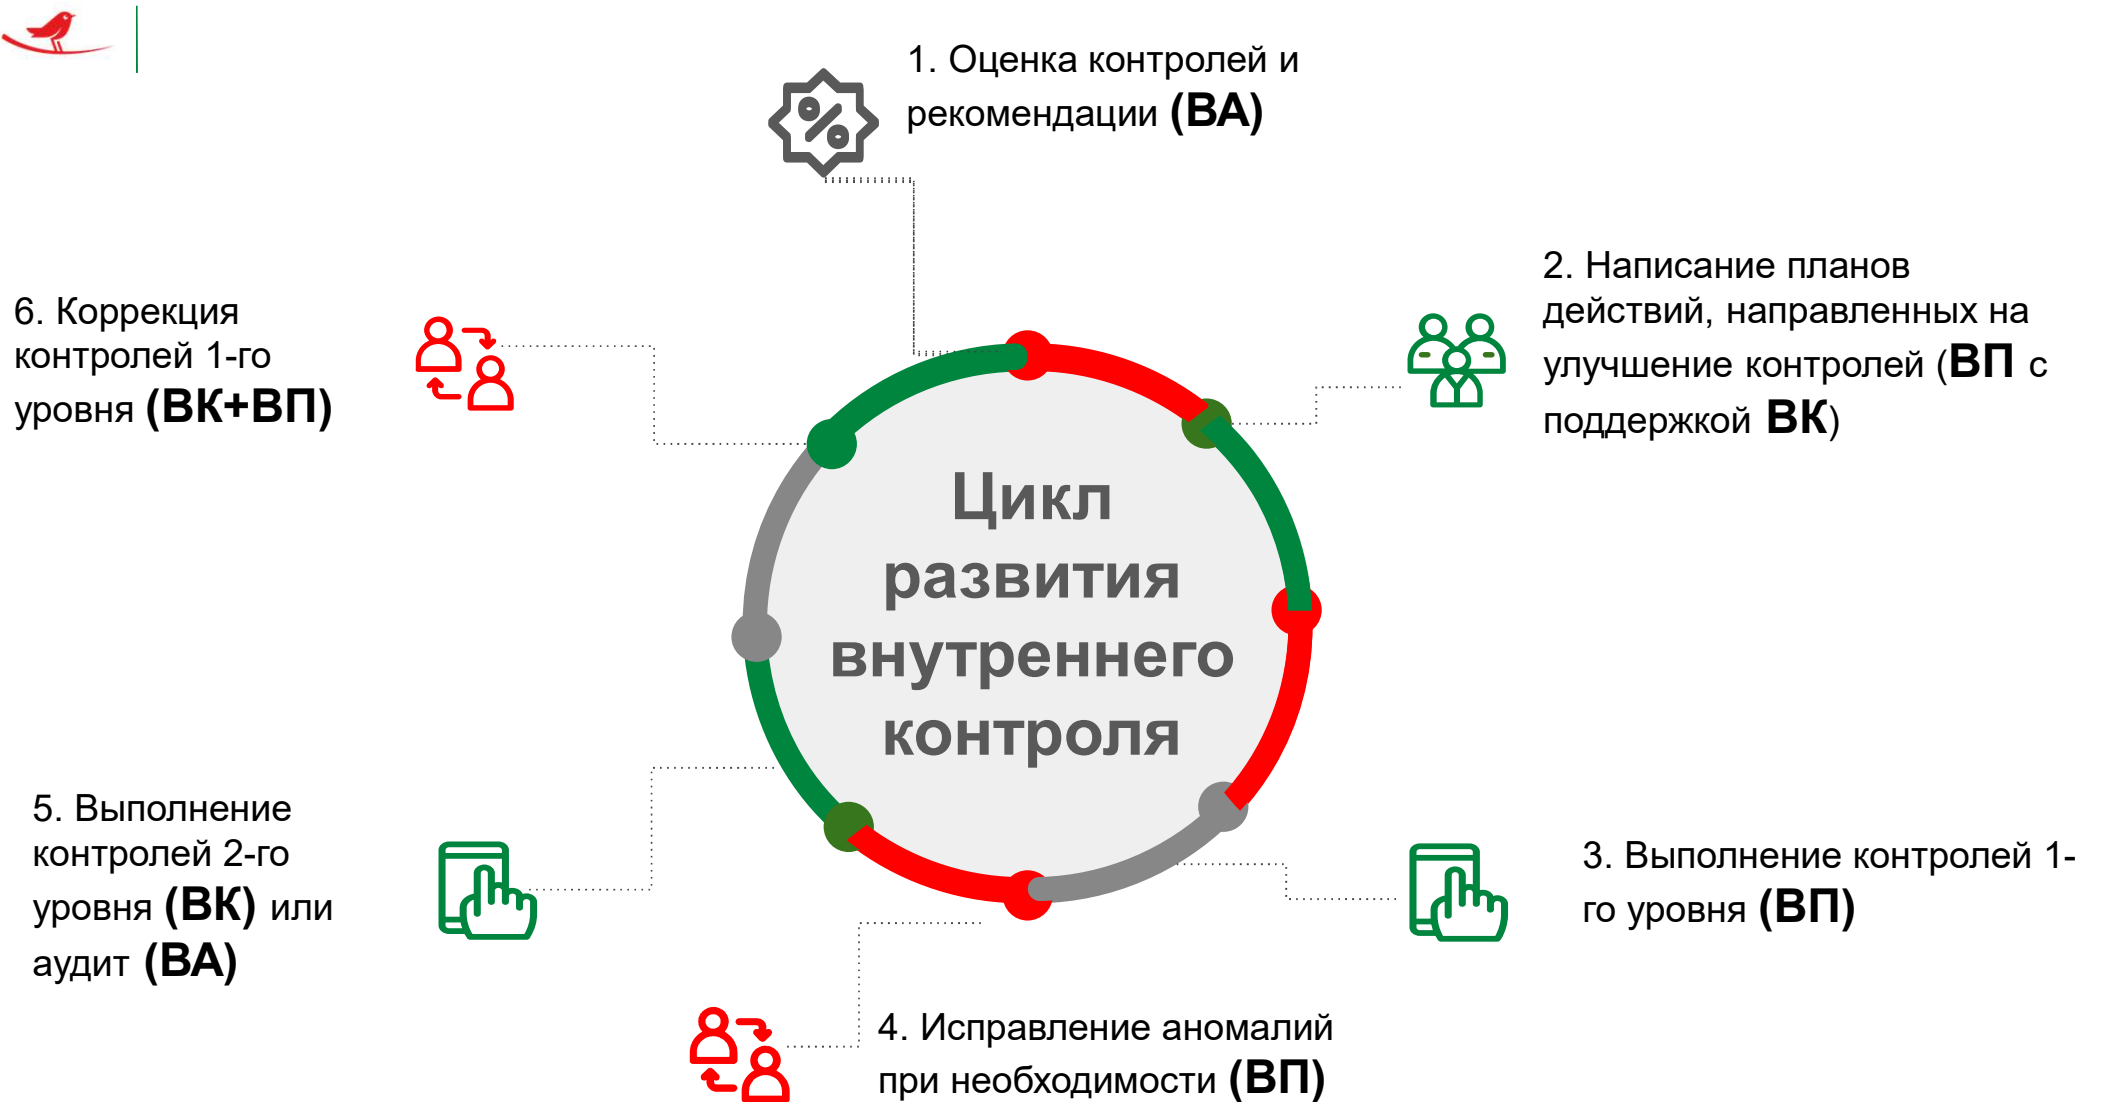 1. Оценка контролей и
рекомендации (ВА)
2. Написание планов
действий, направленных на
улучшение контролей (ВП с
поддержкой ВК)
3. Выполнение контролей 1-
го уровня (ВП)
4. Исправление аномалий
при необходимости (ВП)
5. Выполнение
контролей 2-го
уровня (ВК) или
аудит (ВА)
6. Коррекция
контролей 1-го
уровня (ВК+ВП)
Цикл
развития
внутреннего
контроля